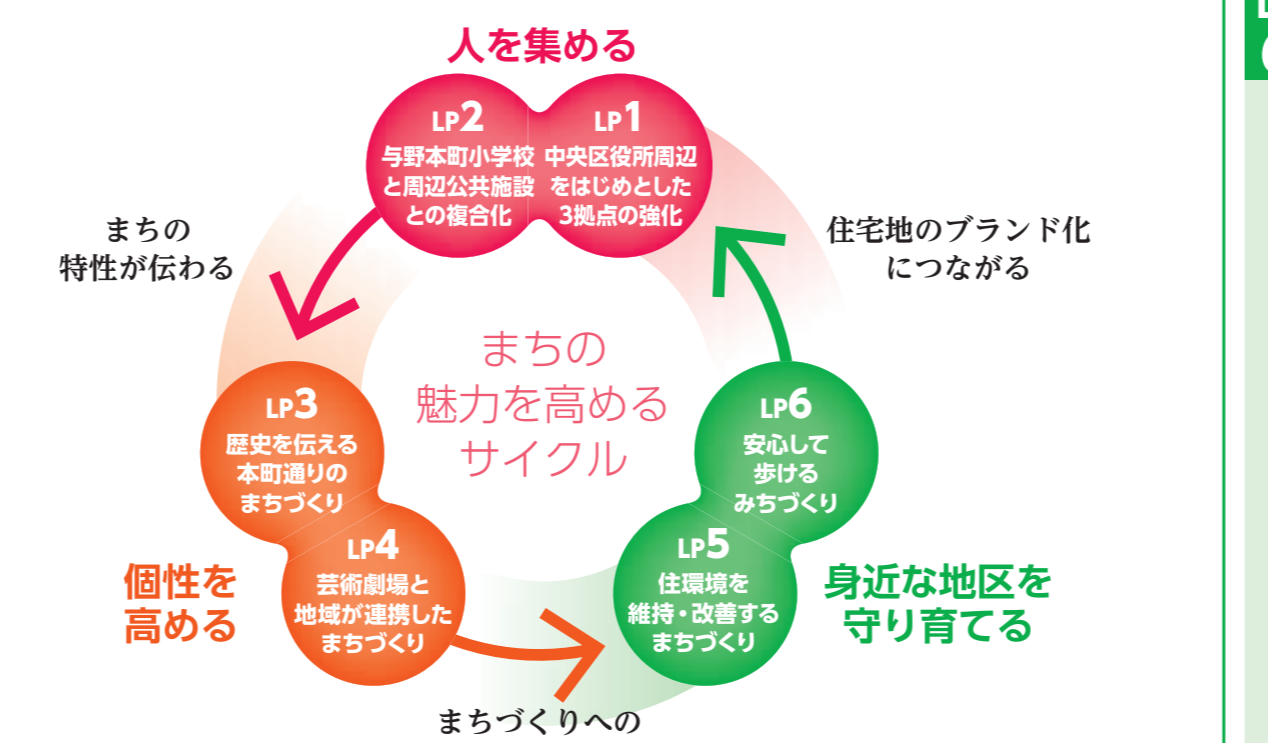 人を集める
LP2
与野本町小学校
と周辺公共施設
との複合化
LP1
中央区役所周辺
をはじめとした
3拠点の強化
まちの
特性が伝わる
住宅地のブランド化
につながる
まちの
魅力を高める
サイクル
LP3
歴史を伝える
本町通りの
まちづくり
LP4
芸術劇場と
地域が連携した
まちづくり
個性を
高める
LP6
安心して
歩ける
みちづくり
LP5
住環境を
維持・改善する
まちづくり
身近な地区を
守り育てる
まちづくりへの